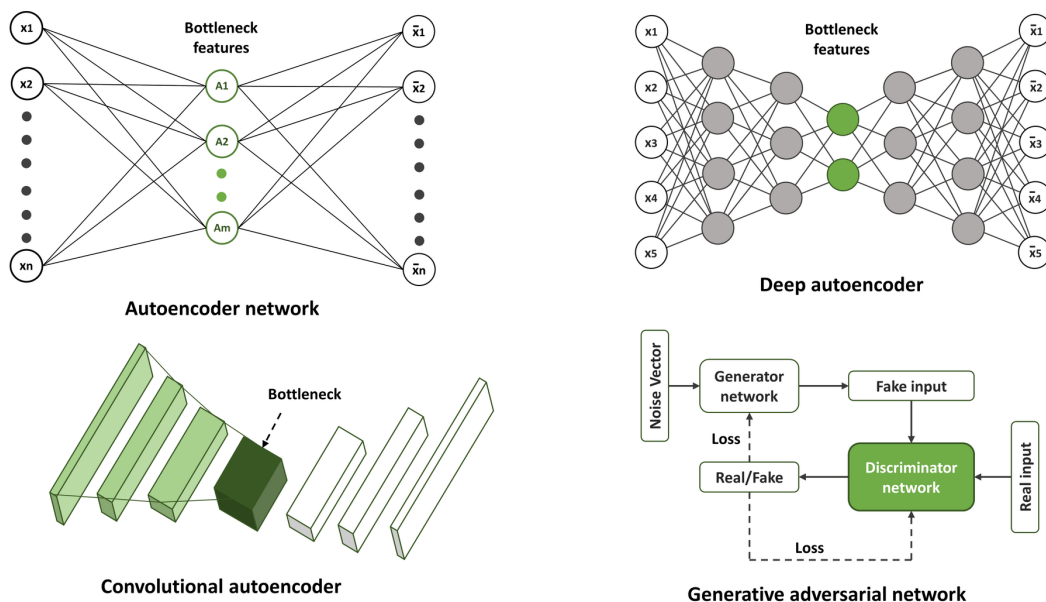 x1
x2
xn
Bottleneck
features
A1
A2
Am
x̄1
x̄2
x̄n
Autoencoder network
x1
x2
x3
x4
x5
Bottleneck
features
x̄1
x̄2
x̄3
x̄4
x̄5
Deep autoencoder
Bottleneck
Convolutional autoencoder
Noise Vector
Generator
network
Fake input
Loss
Real/Fake
Discriminator
network
Real input
Loss
Generative adversarial network